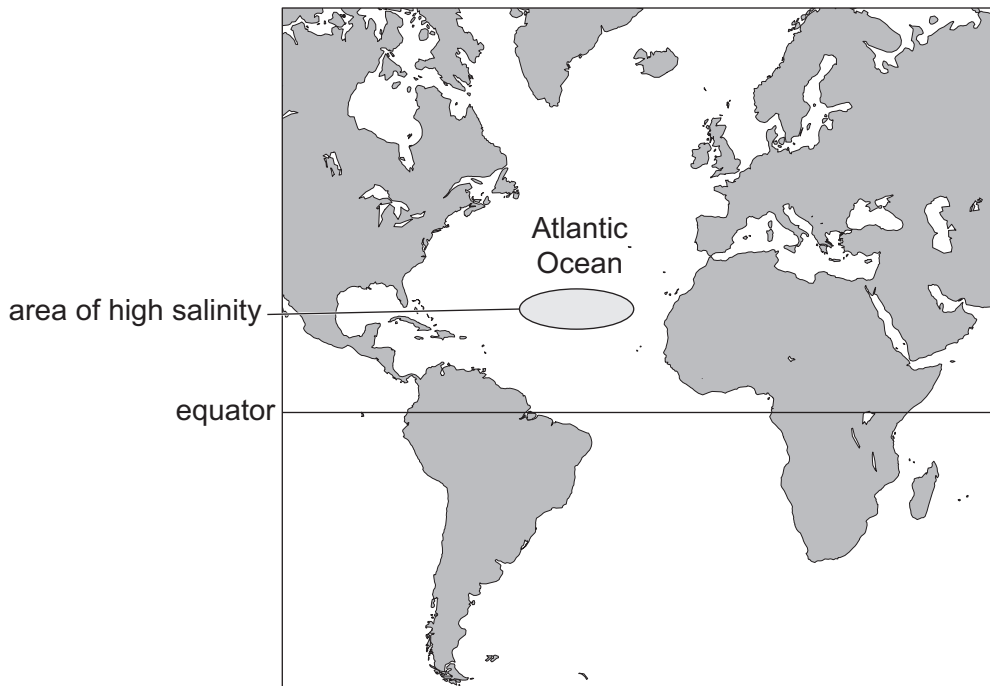 Atlantic
Ocean
area of high salinity
equator